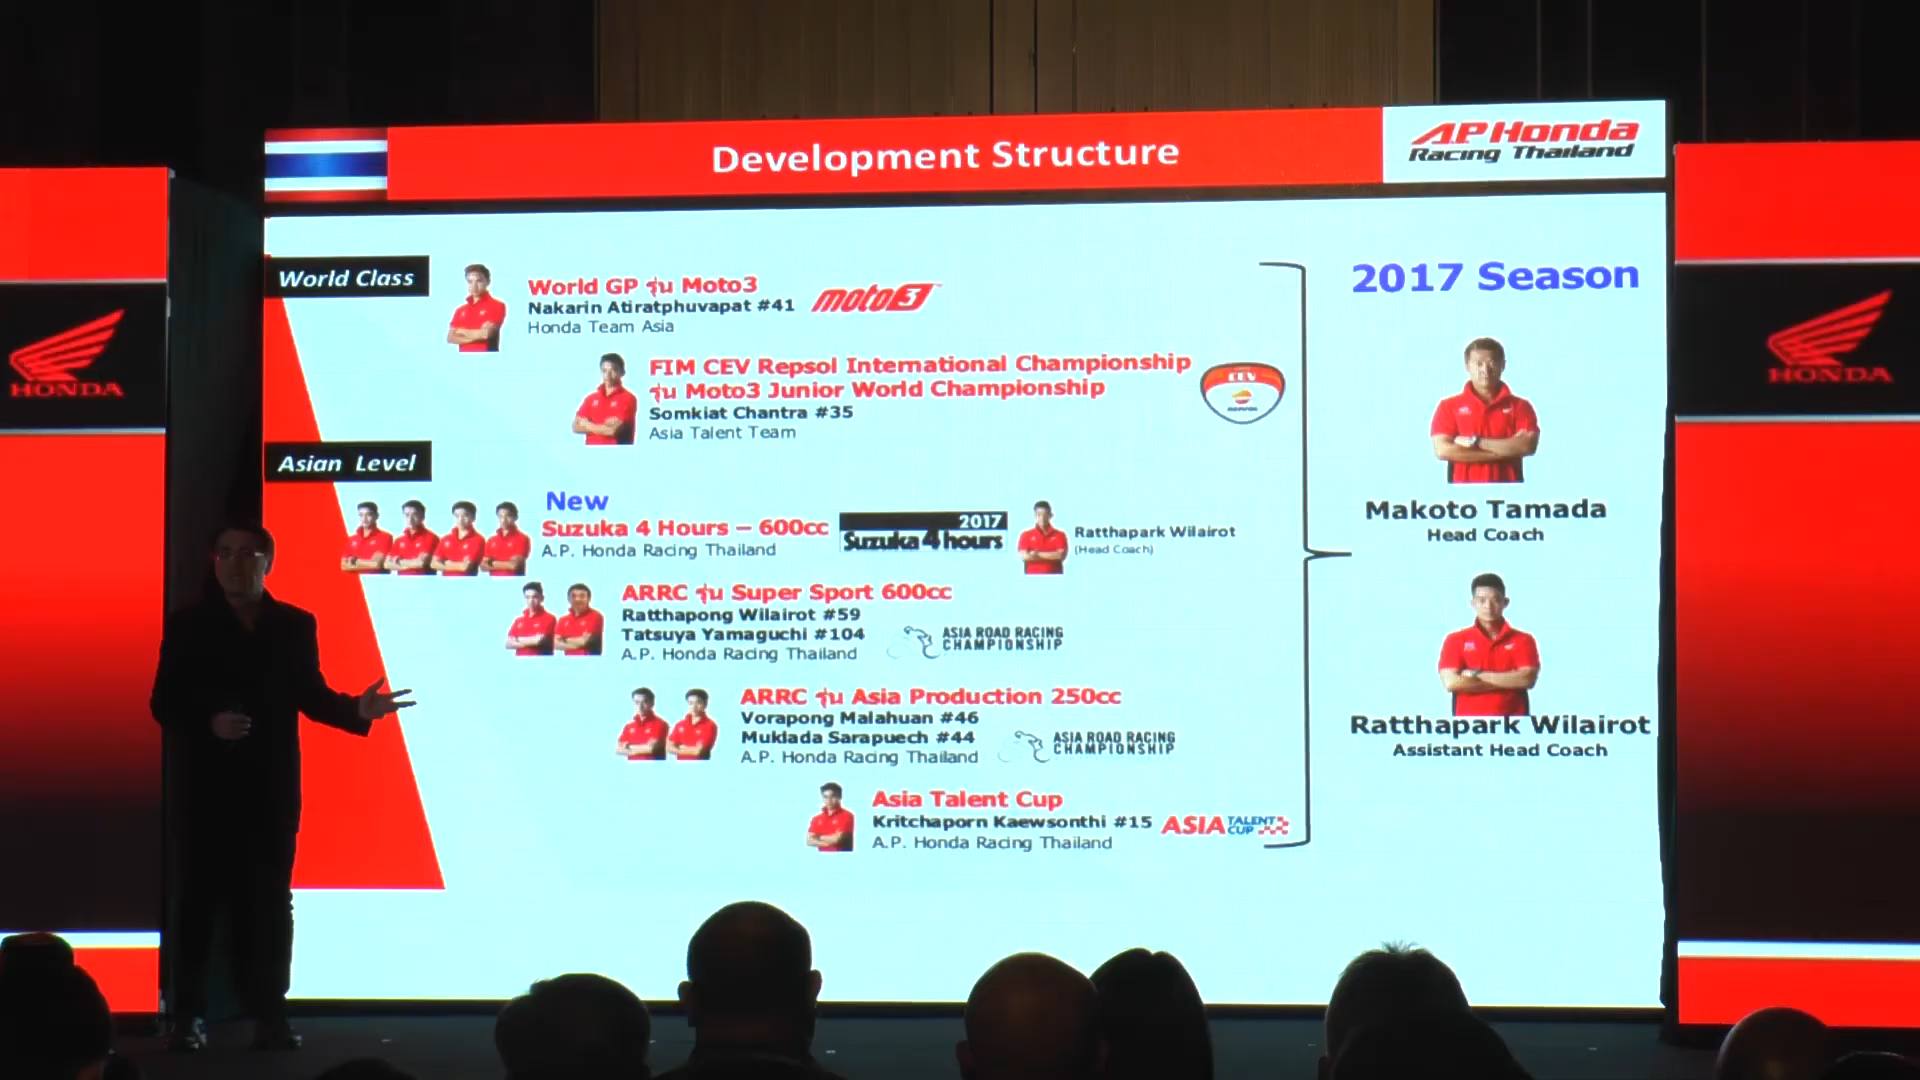 Development Structure
AP Honda
Racing Thailand
World Class
World GP รุ่น Moto3
Nakarin Atiratphuvapat #41
Honda Team Asia
moto3
2017 Season
FIM CEV Repsol International Championship
รุ่น Moto3 Junior World Championship
Somkiat Chantra #35
Asia Talent Team
CEV
REPSOL
HONDA
HONDA
Asian Level
New
Suzuka 4 Hours – 600cc
A.P. Honda Racing Thailand
2017
Suzuka 4 hours
Ratthapark Wilairot
(Head Coach)
Makoto Tamada
Head Coach
ARRC รุ่น Super Sport 600cc
Ratthapong Wilairot #59
Tatsuya Yamaguchi #104
A.P. Honda Racing Thailand
ASIA ROAD RACING
CHAMPIONSHIP
ARRC รุ่น Asia Production 250cc
Vorapong Malahuan #46
Muklada Sarapuech #44
A.P. Honda Racing Thailand
ASIA ROAD RACING
CHAMPIONSHIP
Ratthapark Wilairot
Assistant Head Coach
Asia Talent Cup
Kritchaporn Kaewsonthi #15
A.P. Honda Racing Thailand
ASIA TALENT CUP